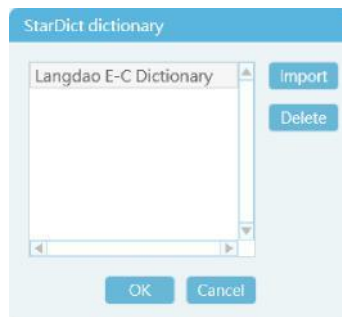 StarDict dictionary
Langdao E-C Dictionary
Import
Delete
OK
Cancel